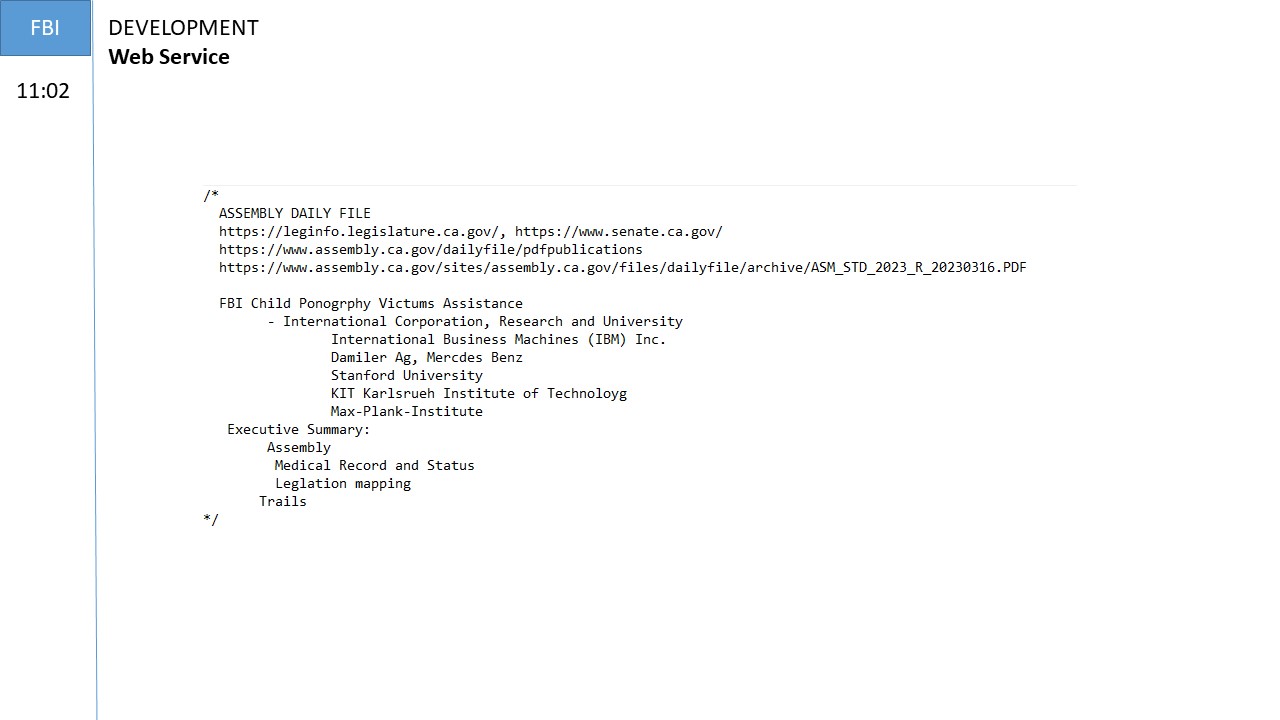 FBI
DEVELOPMENT
Web Service
11:02
/*
ASSEMBLY DAILY FILE
https://leginfo.legislature.ca.gov/, https://www.senate.ca.gov/
https://www.assembly.ca.gov/dailyfile/pdfpublications
https://www.assembly.ca.gov/sites/assembly.ca.gov/files/dailyfile/archive/ASM_STD_2023_R_20230316.PDF
FBI Child Ponogrphy Victums Assistance
- International Corporation, Research and University
International Business Machines (IBM) Inc.
Damiler Ag, Mercdes Benz
Stanford University
KIT Karlsrueh Institute of Technoloyg
Max-Plank-Institute
Executive Summary:
Assembly
Medical Record and Status
Leglation mapping
Trails
*/